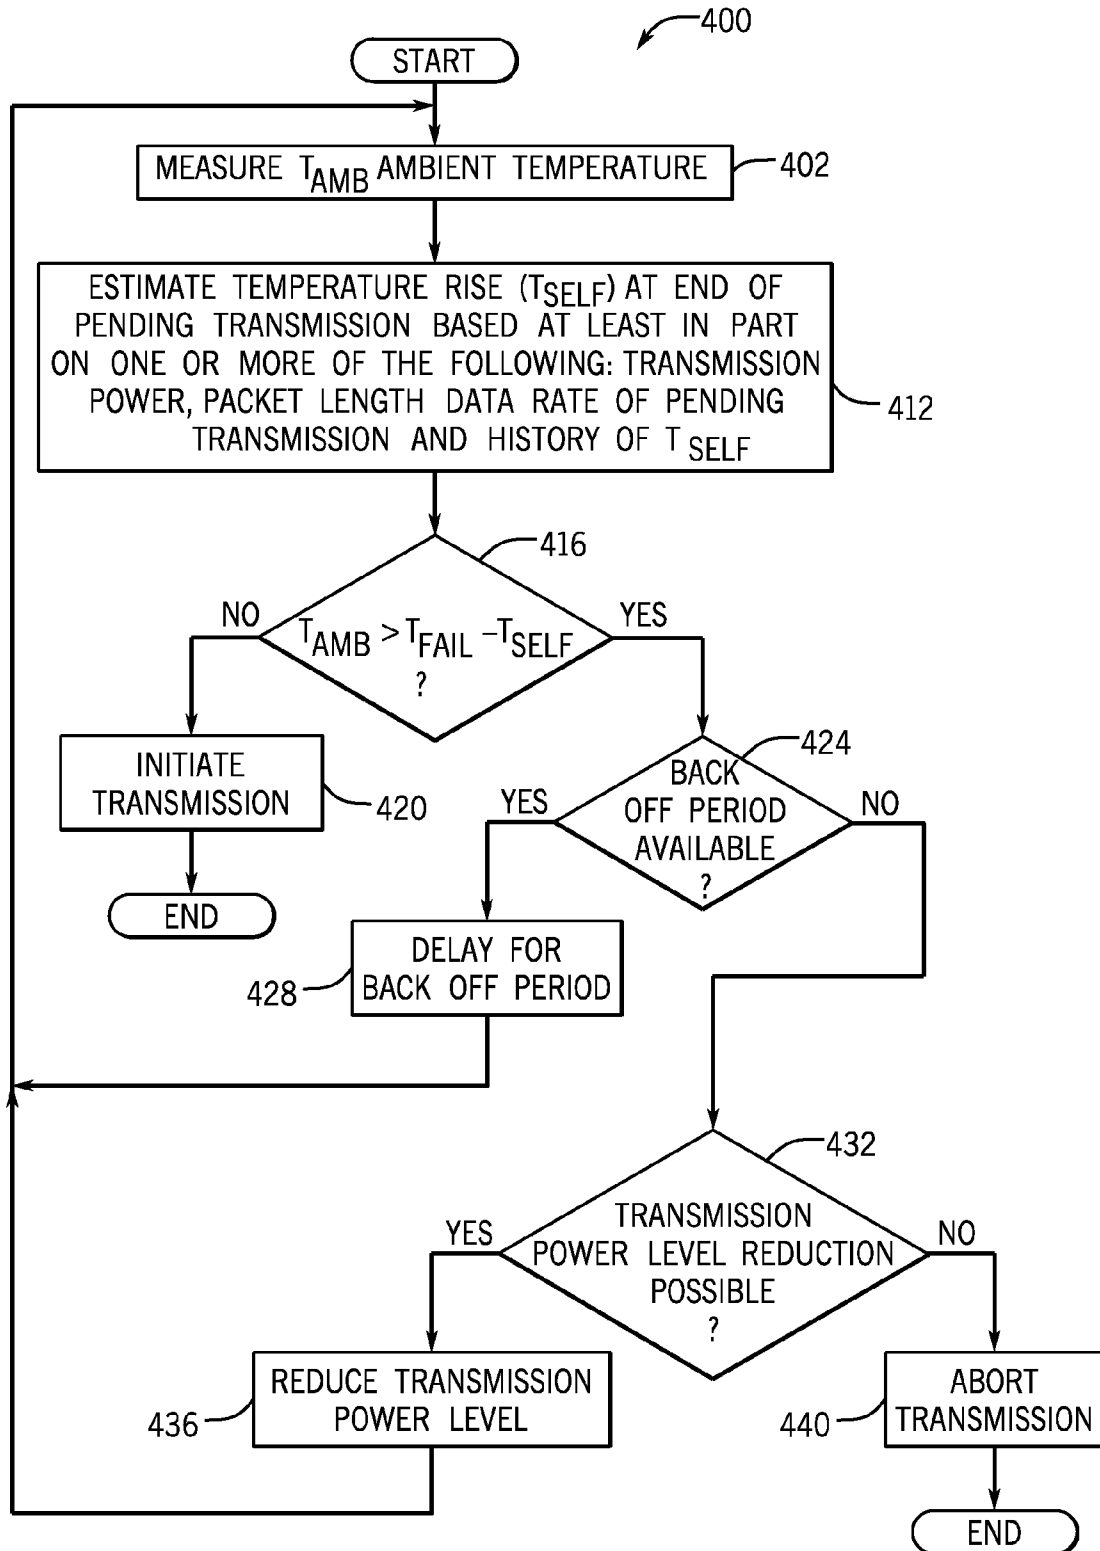 400
START
MEASURE TAMB AMBIENT TEMPERATURE
402
ESTIMATE TEMPERATURE RISE (TSELF) AT END OF
PENDING TRANSMISSION BASED AT LEAST IN PART
ON ONE OR MORE OF THE FOLLOWING: TRANSMISSION
POWER, PACKET LENGTH DATA RATE OF PENDING
TRANSMISSION AND HISTORY OF TSELF
412
416
NO
YES
TAMB > TFAIL –TSELF
?
424
INITIATE
TRANSMISSION
420
BACK
OFF PERIOD
AVAILABLE
?
YES
NO
END
DELAY FOR
BACK OFF PERIOD
428
432
TRANSMISSION
POWER LEVEL REDUCTION
POSSIBLE
?
YES
NO
REDUCE TRANSMISSION
POWER LEVEL
436
ABORT
TRANSMISSION
440
END